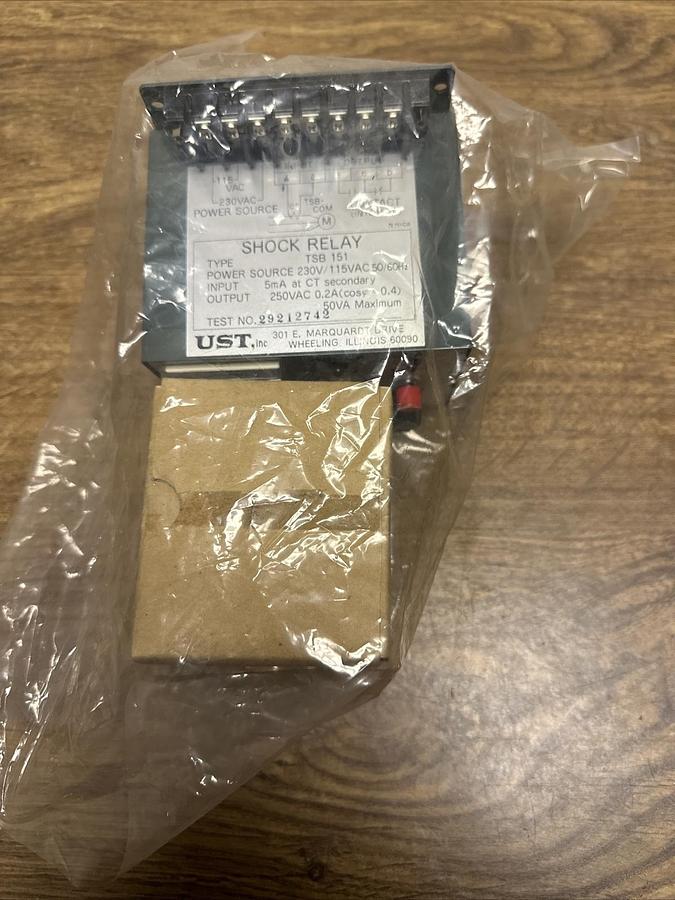 115
VAC
230VAC
POWER SOURCE
TSB-
COM
M
SHOCK RELAY
TYPE TSB 151
POWER SOURCE 230V/115VAC 50/60Hz
INPUT 5mA at CT secondary
OUTPUT 250VAC 0.2A(cosφ=0.4)
50VA Maximum
TEST NO. 29212742
UST, inc 301 E. MARQUARDT DRIVE
WHEELING, ILLINOIS 60090